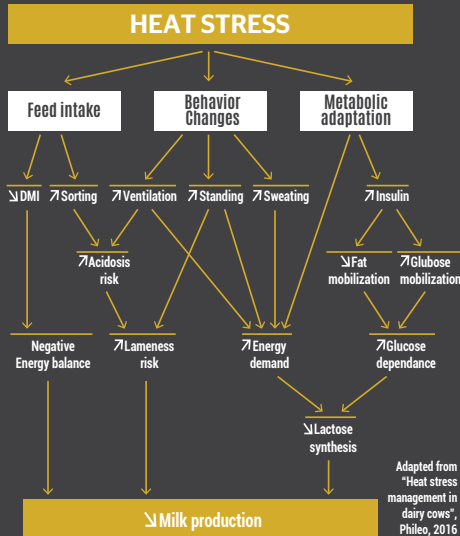 HEAT STRESS
Feed intake
Behavior
Changes
Metabolic
adaptation
↘DMI
↗Sorting
↗Ventilation
↗Standing
↗Sweating
↗Insulin
↗Acidosis
risk
↘Fat
mobilization
↗Glubose
mobilization
Negative
Energy balance
↗Lameness
risk
↗Energy
demand
↗Glucose
dependance
↘Lactose
synthesis
Adapted from
"Heat stress
management in
dairy cows",
Phileo, 2016
↘Milk production